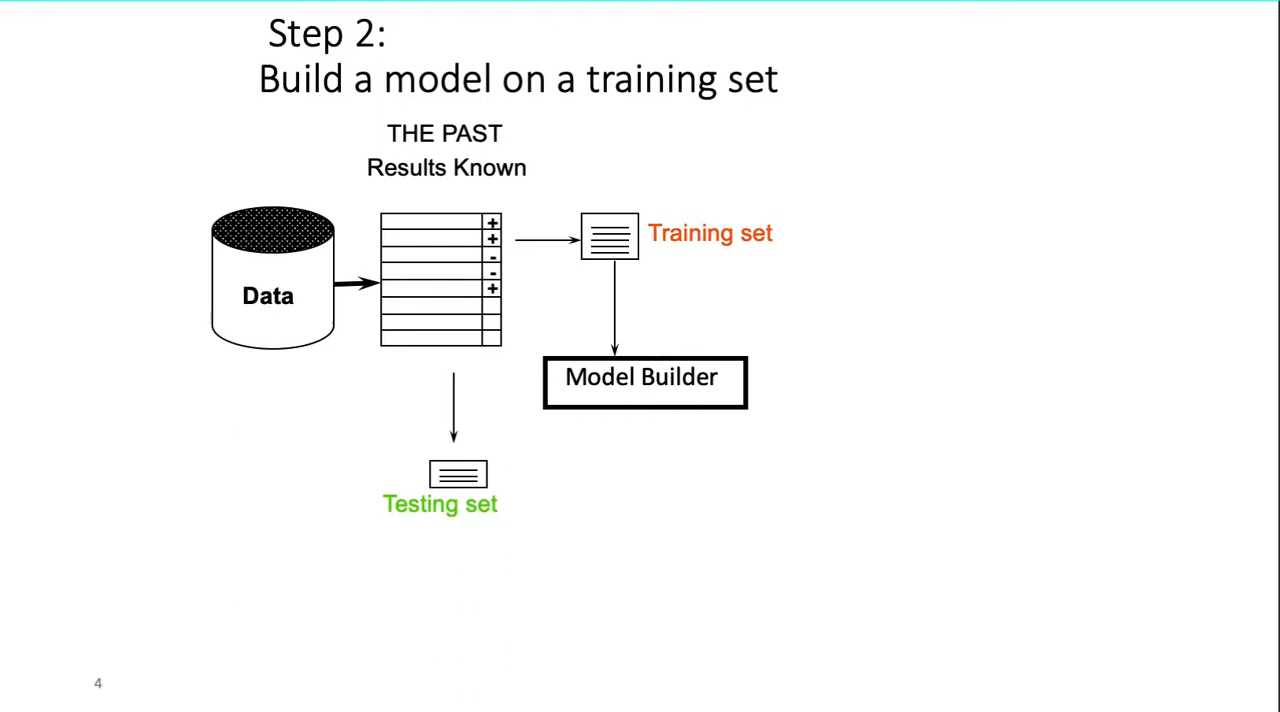 Step 2:
Build a model on a training set
THE PAST
Results Known
+
+
-
-
+
Training set
Data
Model Builder
Testing set
4